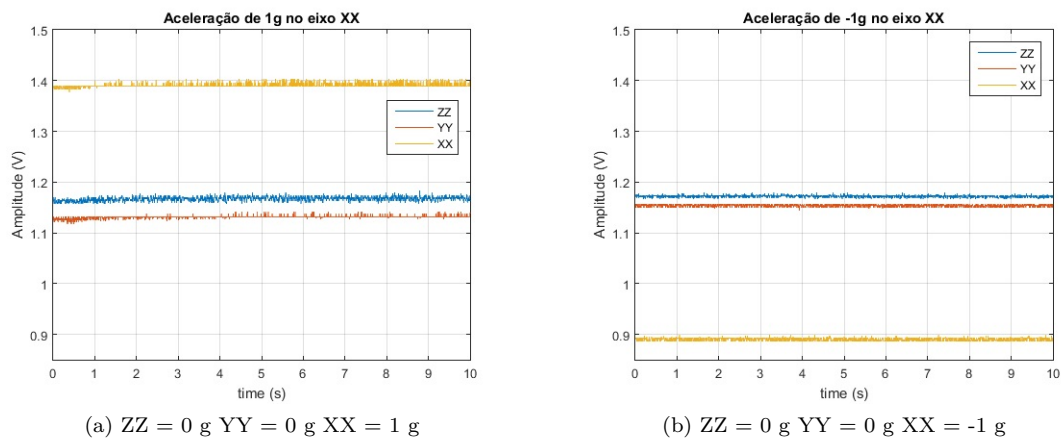 Aceleração de 1g no eixo XX
1.5
1.4
1.3
1.2
1.1
1
0.9
Amplitude (V)
ZZ
YY
XX
0 1 2 3 4 5 6 7 8 9 10
time (s)
(a) ZZ = 0 g YY = 0 g XX = 1 g
Aceleração de -1g no eixo XX
1.5
1.4
1.3
1.2
1.1
1
0.9
Amplitude (V)
ZZ
YY
XX
0 1 2 3 4 5 6 7 8 9 10
time (s)
(b) ZZ = 0 g YY = 0 g XX = -1 g